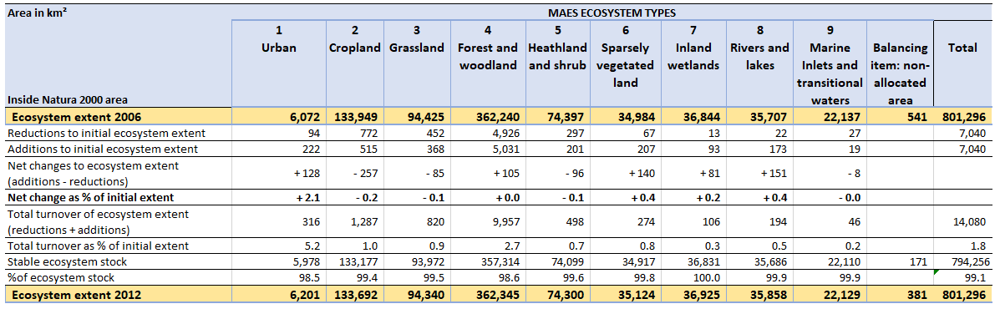 Area in km² MAES ECOSYSTEM TYPES
1 2 3 4 5 6 7 8 9
Urban Cropland Grassland Forest and Heathland Sparsely Inland Rivers and Marine Balancing Total
woodland and shrub vegetated wetlands lakes Inlets and item: non-
land transitional allocated
Inside Natura 2000 area waters area
Ecosystem extent 2006 6,072 133,949 94,425 362,240 74,397 34,984 36,844 35,707 22,137 541 801,296
Reductions to initial ecosystem extent 94 772 452 4,926 297 67 13 22 27 7,040
Additions to initial ecosystem extent 222 515 368 5,031 201 207 93 173 19 7,040
Net changes to ecosystem extent
(additions - reductions) + 128 - 257 - 85 + 105 - 96 + 140 + 81 + 151 - 8
Net change as % of initial extent + 2.1 - 0.2 - 0.1 + 0.0 - 0.1 + 0.4 + 0.2 + 0.4 - 0.0
Total turnover of ecosystem extent
(reductions + additions) 316 1,287 820 9,957 498 274 106 194 46 14,080
Total turnover as % of initial extent 5.2 1.0 0.9 2.7 0.7 0.8 0.3 0.5 0.2 1.8
Stable ecosystem stock 5,978 133,177 93,972 357,314 74,099 34,917 36,831 35,686 22,110 171 794,256
%of ecosystem stock 98.5 99.4 99.5 98.6 99.6 99.8 100.0 99.9 99.9 99.1
Ecosystem extent 2012 6,201 133,692 94,340 362,345 74,300 35,124 36,925 35,858 22,129 381 801,296